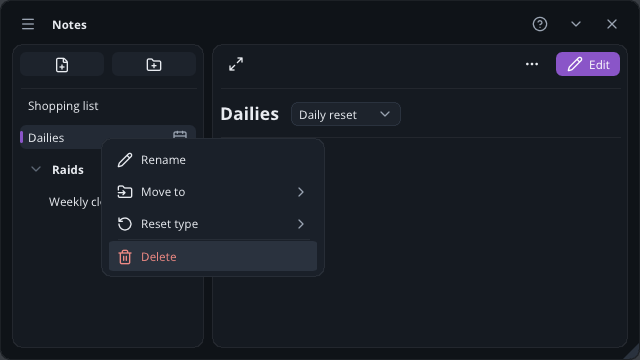 Notes
Edit
Shopping list
Dailies
Daily reset
Dailies
Rename
Raids
Move to
Weekly cl
Reset type
Delete